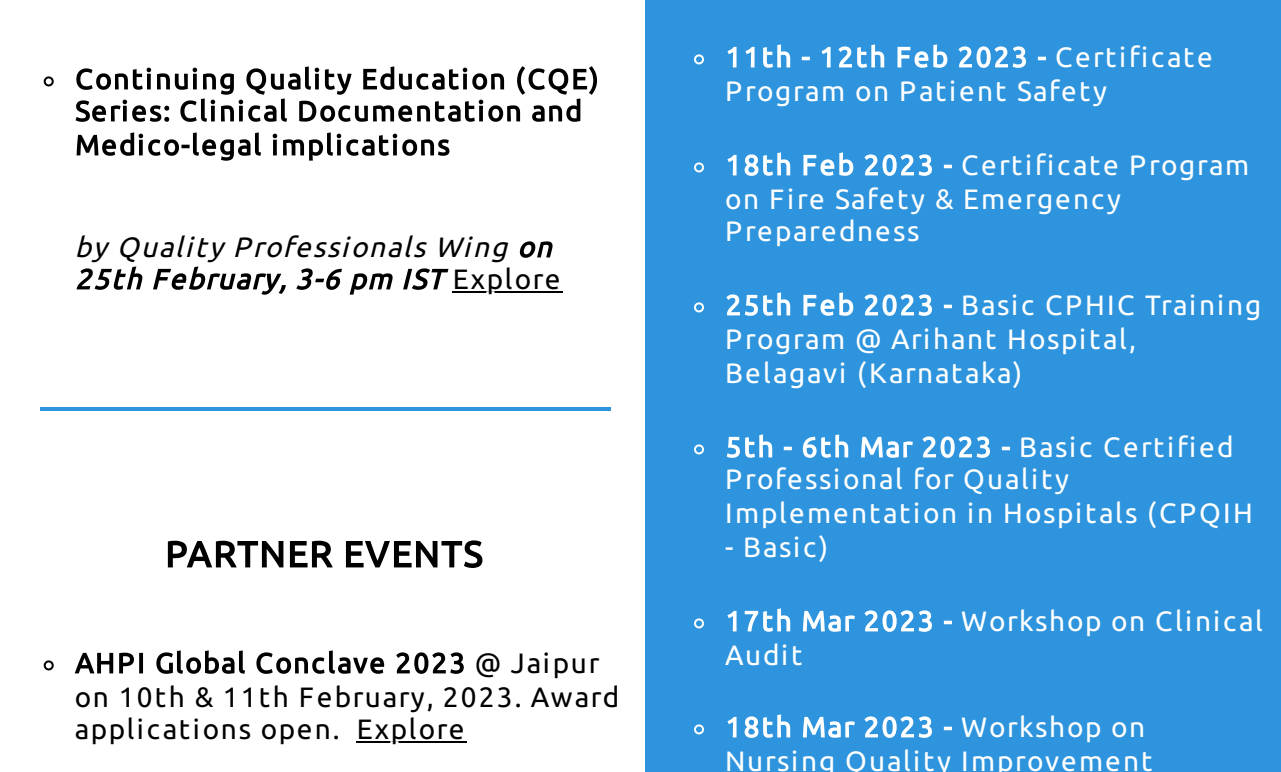 Continuing Quality Education (CQE)
Series: Clinical Documentation and
Medico-legal implications
by Quality Professionals Wing on
25th February, 3-6 pm IST Explore
PARTNER EVENTS
AHPI Global Conclave 2023 @ Jaipur
on 10th & 11th February, 2023. Award
applications open. Explore
11th - 12th Feb 2023 - Certificate
Program on Patient Safety
18th Feb 2023 - Certificate Program
on Fire Safety & Emergency
Preparedness
25th Feb 2023 - Basic CPHIC Training
Program @ Arihant Hospital,
Belagavi (Karnataka)
5th - 6th Mar 2023 - Basic Certified
Professional for Quality
Implementation in Hospitals (CPQIH
- Basic)
17th Mar 2023 - Workshop on Clinical
Audit
18th Mar 2023 - Workshop on
Nursing Quality Improvement